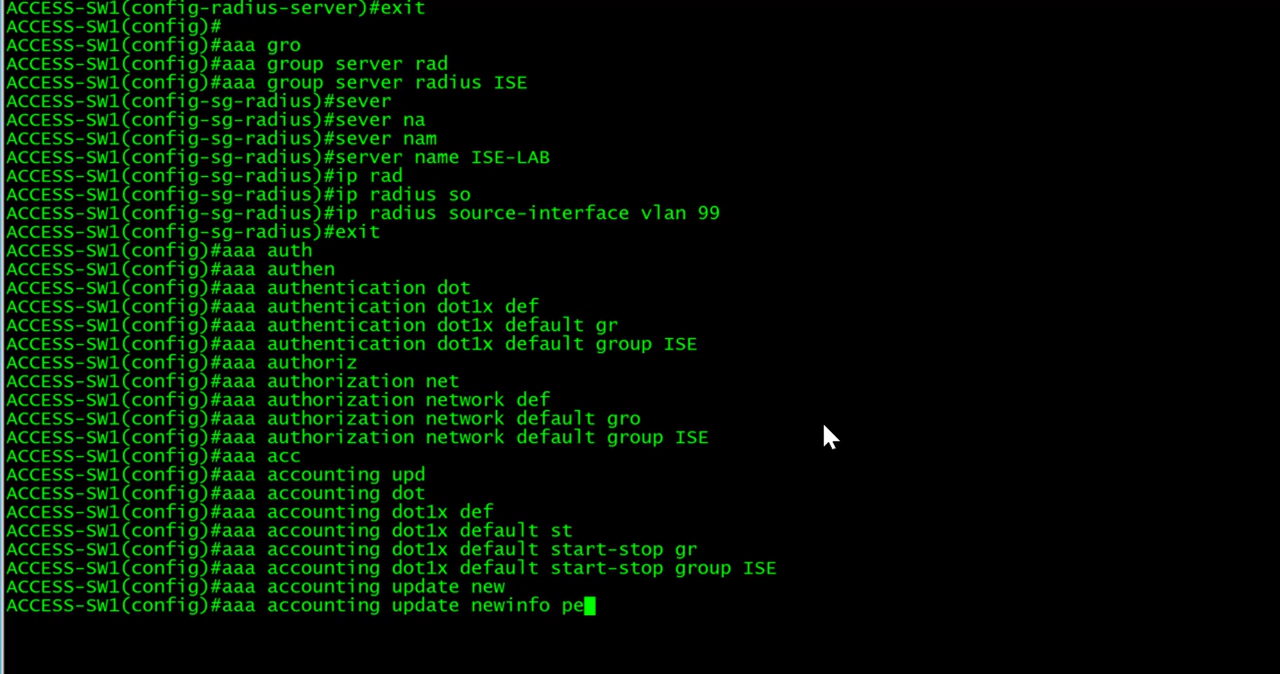 ACCESS-SW1(config-radius-server)#exit
ACCESS-SW1(config)#
ACCESS-SW1(config)#aaa gro
ACCESS-SW1(config)#aaa group server rad
ACCESS-SW1(config)#aaa group server radius ISE
ACCESS-SW1(config-sg-radius)#sever
ACCESS-SW1(config-sg-radius)#sever na
ACCESS-SW1(config-sg-radius)#sever nam
ACCESS-SW1(config-sg-radius)#server name ISE-LAB
ACCESS-SW1(config-sg-radius)#ip rad
ACCESS-SW1(config-sg-radius)#ip radius so
ACCESS-SW1(config-sg-radius)#ip radius source-interface vlan 99
ACCESS-SW1(config-sg-radius)#exit
ACCESS-SW1(config)#aaa auth
ACCESS-SW1(config)#aaa authen
ACCESS-SW1(config)#aaa authentication dot
ACCESS-SW1(config)#aaa authentication dot1x def
ACCESS-SW1(config)#aaa authentication dot1x default gr
ACCESS-SW1(config)#aaa authentication dot1x default group ISE
ACCESS-SW1(config)#aaa authoriz
ACCESS-SW1(config)#aaa authorization net
ACCESS-SW1(config)#aaa authorization network def
ACCESS-SW1(config)#aaa authorization network default gro
ACCESS-SW1(config)#aaa authorization network default group ISE
ACCESS-SW1(config)#aaa acc
ACCESS-SW1(config)#aaa accounting upd
ACCESS-SW1(config)#aaa accounting dot
ACCESS-SW1(config)#aaa accounting dot1x def
ACCESS-SW1(config)#aaa accounting dot1x default st
ACCESS-SW1(config)#aaa accounting dot1x default start-stop gr
ACCESS-SW1(config)#aaa accounting dot1x default start-stop group ISE
ACCESS-SW1(config)#aaa accounting update new
ACCESS-SW1(config)#aaa accounting update newinfo pe